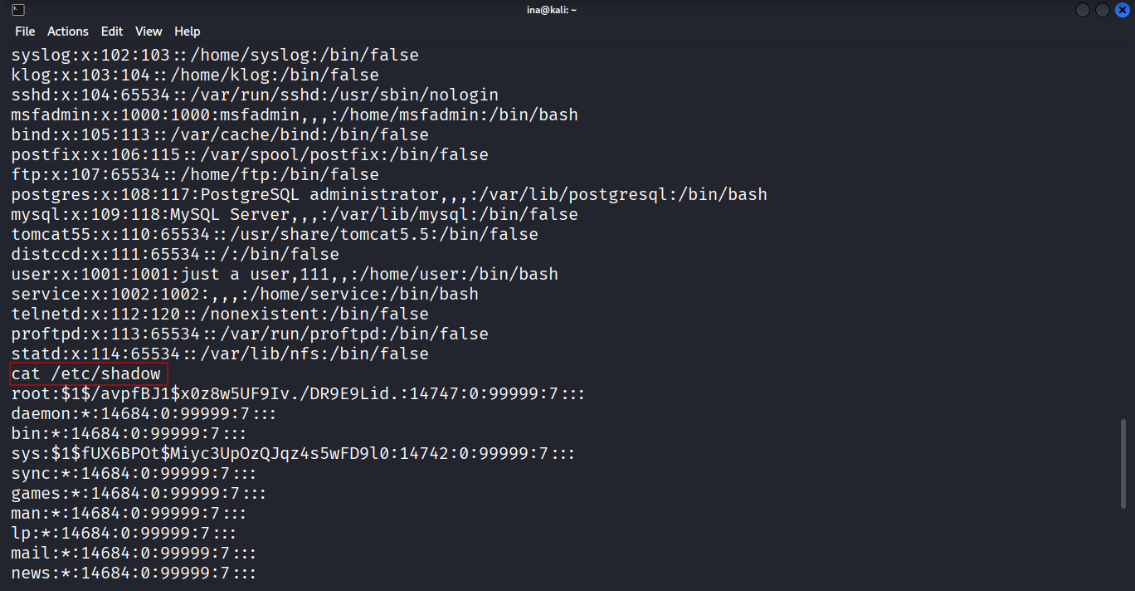 ina@kali: ~
File Actions Edit View Help
syslog:x:102:103::/home/syslog:/bin/false
klog:x:103:104::/home/klog:/bin/false
sshd:x:104:65534::/var/run/sshd:/usr/sbin/nologin
msfadmin:x:1000:1000:msfadmin,,,:/home/msfadmin:/bin/bash
bind:x:105:113::/var/cache/bind:/bin/false
postfix:x:106:115::/var/spool/postfix:/bin/false
ftp:x:107:65534::/home/ftp:/bin/false
postgres:x:108:117:PostgreSQL administrator,,,:/var/lib/postgresql:/bin/bash
mysql:x:109:118:MySQL Server,,,:/var/lib/mysql:/bin/false
tomcat55:x:110:65534::/usr/share/tomcat5.5:/bin/false
distccd:x:111:65534::/:/bin/false
user:x:1001:1001:just a user,111,,:/home/user:/bin/bash
service:x:1002:1002:,,,:/home/service:/bin/bash
telnetd:x:112:120::/nonexistent:/bin/false
proftpd:x:113:65534::/var/run/proftpd:/bin/false
statd:x:114:65534::/var/lib/nfs:/bin/false
cat /etc/shadow
root:$1$/avpfBJ1$x0z8w5UF9Iv./DR9E9Lid.:14747:0:99999:7:::
daemon:*:14684:0:99999:7:::
bin:*:14684:0:99999:7:::
sys:$1$fUX6BPOt$Miyc3UpOzQJqz4s5wFD9l0:14742:0:99999:7:::
sync:*:14684:0:99999:7:::
games:*:14684:0:99999:7:::
man:*:14684:0:99999:7:::
lp:*:14684:0:99999:7:::
mail:*:14684:0:99999:7:::
news:*:14684:0:99999:7:::